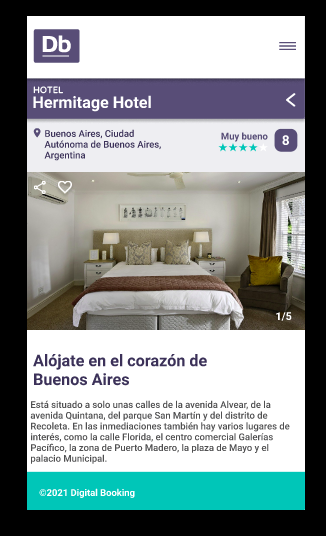 Db
HOTEL
Hermitage Hotel
Buenos Aires, Ciudad
Autónoma de Buenos Aires,
Argentina
Muy bueno
8
1/5
Alójate en el corazón de
Buenos Aires
Está situado a solo unas calles de la avenida Alvear, de la
avenida Quintana, del parque San Martín y del distrito de
Recoleta. En las inmediaciones también hay varios lugares de
interés, como la calle Florida, el centro comercial Galerías
Pacífico, la zona de Puerto Madero, la plaza de Mayo y el
palacio Municipal.
©2021 Digital Booking